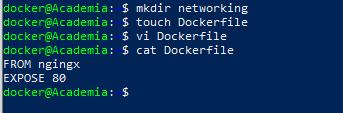 docker@Academia: $ mkdir networking
docker@Academia: $ touch Dockerfile
docker@Academia: $ vi Dockerfile
docker@Academia: $ cat Dockerfile
FROM ngingx
EXPOSE 80
docker@Academia: $